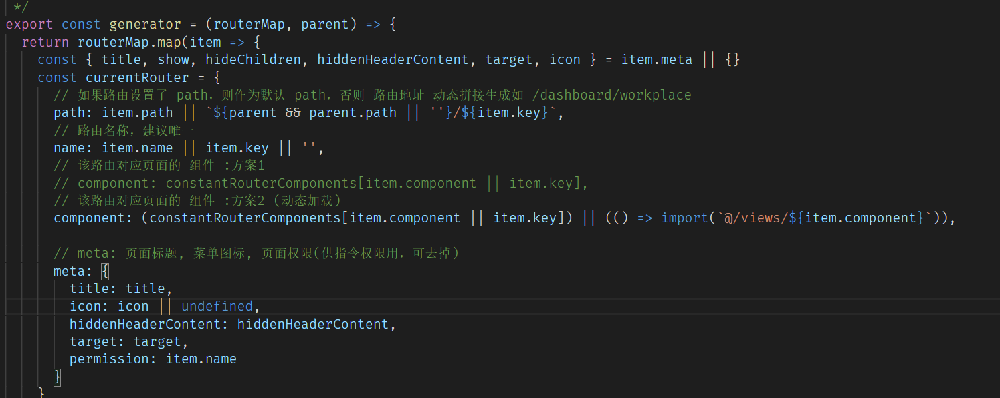 */
export const generator = (routerMap, parent) => {
  return routerMap.map(item => {
    const { title, show, hideChildren, hiddenHeaderContent, target, icon } = item.meta || {}
    const currentRouter = {
      // 如果路由设置了 path，则作为默认 path，否则 路由地址 动态拼接生成如 /dashboard/workplace
      path: item.path || `${parent && parent.path || ''}/${item.key}`,
      // 路由名称，建议唯一
      name: item.name || item.key || '',
      // 该路由对应页面的 组件 :方案1
      // component: constantRouterComponents[item.component || item.key],
      // 该路由对应页面的 组件 :方案2 (动态加载)
      component: (constantRouterComponents[item.component || item.key]) || (() => import(`@/views/${item.component}`)),

      // meta: 页面标题, 菜单图标, 页面权限(供指令权限用，可去掉)
      meta: {
        title: title,
        icon: icon || undefined,
        hiddenHeaderContent: hiddenHeaderContent,
        target: target,
        permission: item.name
      }
    }